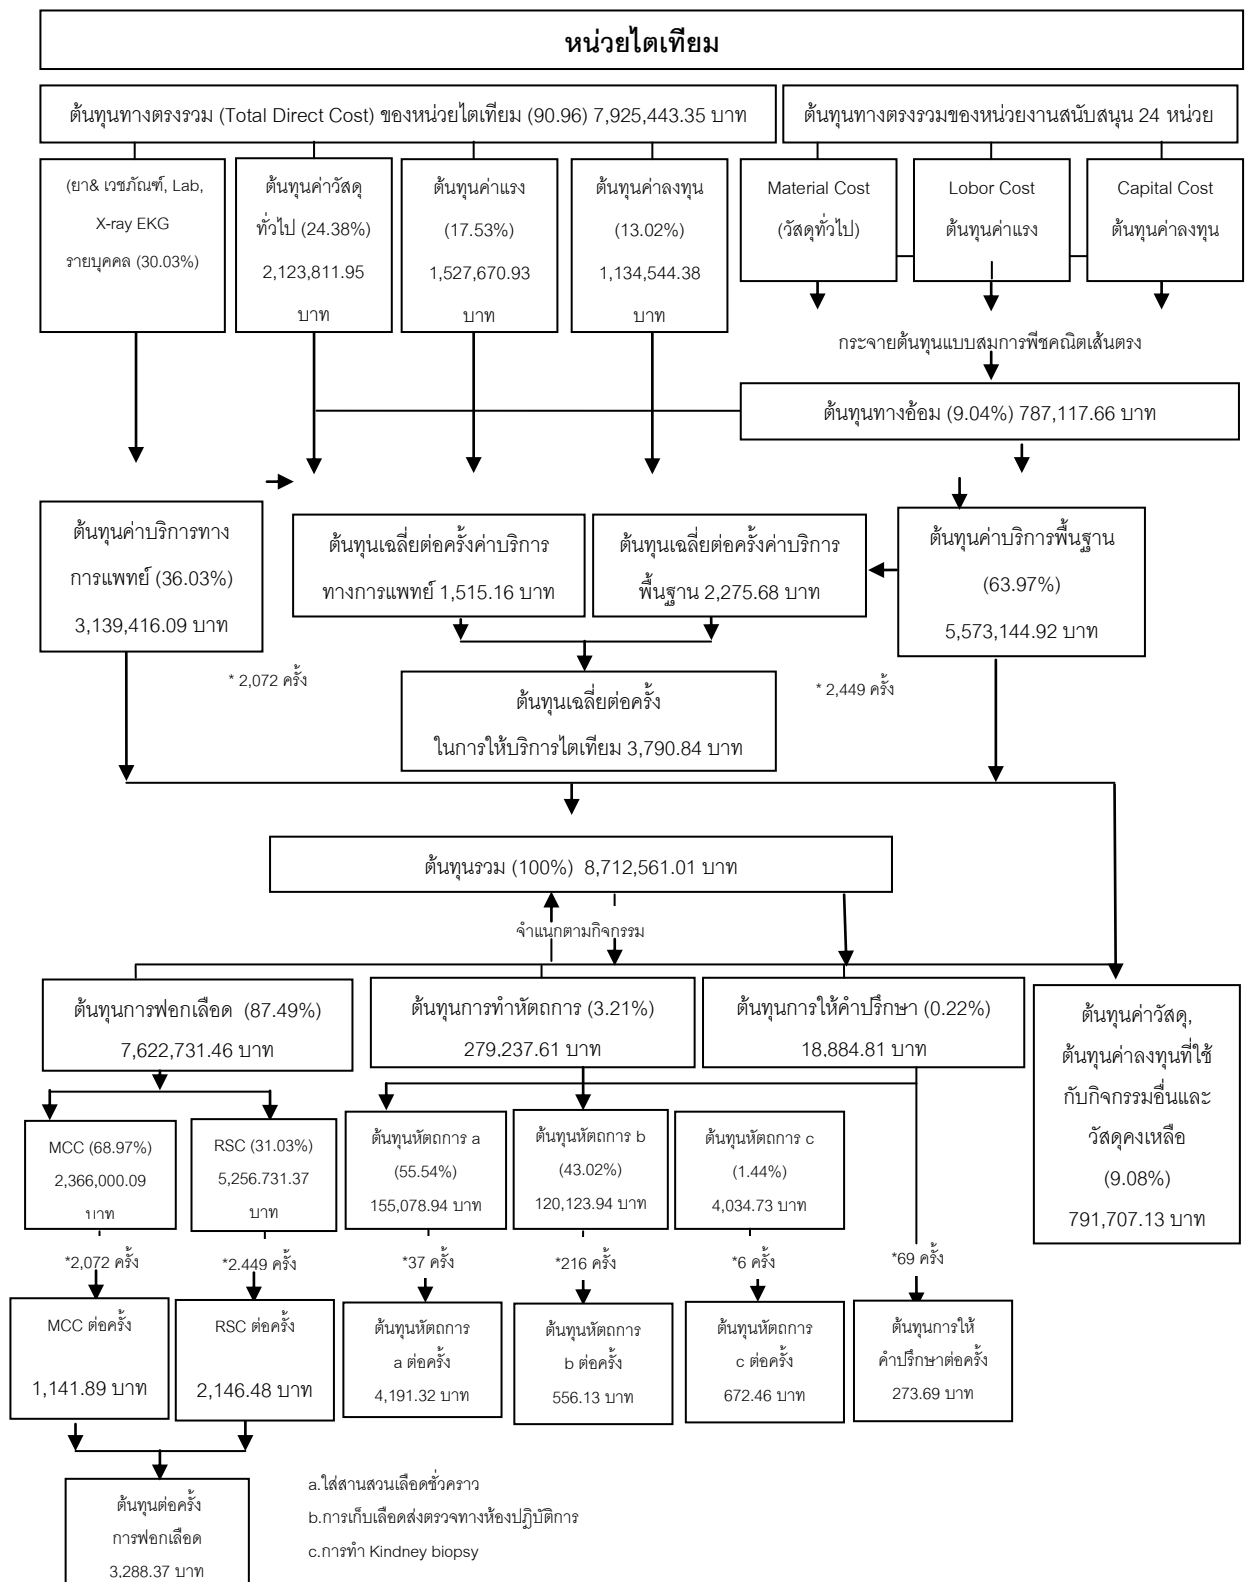 หน่วยไตเทียม
ต้นทุนทางตรงรวม (Total Direct Cost) ของหน่วยไตเทียม (90.96) 7,925,443.35 บาท
ต้นทุนทางตรงรวมของหน่วยงานสนับสนุน 24 หน่วย
(ยา& เวชภัณฑ์, Lab,
X-ray EKG
รายบุคคล (30.03%)
ต้นทุนค่าวัสดุ
ทั่วไป (24.38%)
2,123,811.95
บาท
ต้นทุนค่าแรง
(17.53%)
1,527,670.93
บาท
ต้นทุนค่าลงทุน
(13.02%)
1,134,544.38
บาท
Material Cost
(วัสดุทั่วไป)
Lobor Cost
ต้นทุนค่าแรง
Capital Cost
ต้นทุนค่าลงทุน
กระจายต้นทุนแบบสมการพีชคณิตเส้นตรง
ต้นทุนทางอ้อม (9.04%) 787,117.66 บาท
ต้นทุนค่าบริการทาง
การแพทย์ (36.03%)
3,139,416.09 บาท
ต้นทุนเฉลี่ยต่อครั้งค่าบริการ
ทางการแพทย์ 1,515.16 บาท
ต้นทุนเฉลี่ยต่อครั้งค่าบริการ
พื้นฐาน 2,275.68 บาท
ต้นทุนค่าบริการพื้นฐาน
(63.97%)
5,573,144.92 บาท
* 2,072 ครั้ง
ต้นทุนเฉลี่ยต่อครั้ง
ในการให้บริการไตเทียม 3,790.84 บาท
* 2,449 ครั้ง
ต้นทุนรวม (100%) 8,712,561.01 บาท
จำแนกตามกิจกรรม
ต้นทุนการฟอกเลือด (87.49%)
7,622,731.46 บาท
ต้นทุนการทำหัตถการ (3.21%)
279,237.61 บาท
ต้นทุนการให้คำปรึกษา (0.22%)
18,884.81 บาท
ต้นทุนค่าวัสดุ,
ต้นทุนค่าลงทุนที่ใช้
กับกิจกรรมอื่นและ
วัสดุคงเหลือ
(9.08%)
791,707.13 บาท
MCC (68.97%)
2,366,000.09
บาท
RSC (31.03%)
5,256.731.37
บาท
ต้นทุนหัตถการ a
(55.54%)
155,078.94 บาท
ต้นทุนหัตถการ b
(43.02%)
120,123.94 บาท
ต้นทุนหัตถการ c
(1.44%)
4,034.73 บาท
*2,072 ครั้ง
*2.449 ครั้ง
*37 ครั้ง
*216 ครั้ง
*6 ครั้ง
*69 ครั้ง
MCC ต่อครั้ง
1,141.89 บาท
RSC ต่อครั้ง
2,146.48 บาท
ต้นทุนหัตถการ
a ต่อครั้ง
4,191.32 บาท
ต้นทุนหัตถการ
b ต่อครั้ง
556.13 บาท
ต้นทุนหัตถการ
c ต่อครั้ง
672.46 บาท
ต้นทุนการให้
คำปรึกษาต่อครั้ง
273.69 บาท
ต้นทุนต่อครั้ง
การฟอกเลือด
3,288.37 บาท
a.ใส่สานสวนเลือดชั่วคราว
b.การเก็บเลือดส่งตรวจทางห้องปฏิบัติการ
c.การทำ Kindney biopsy